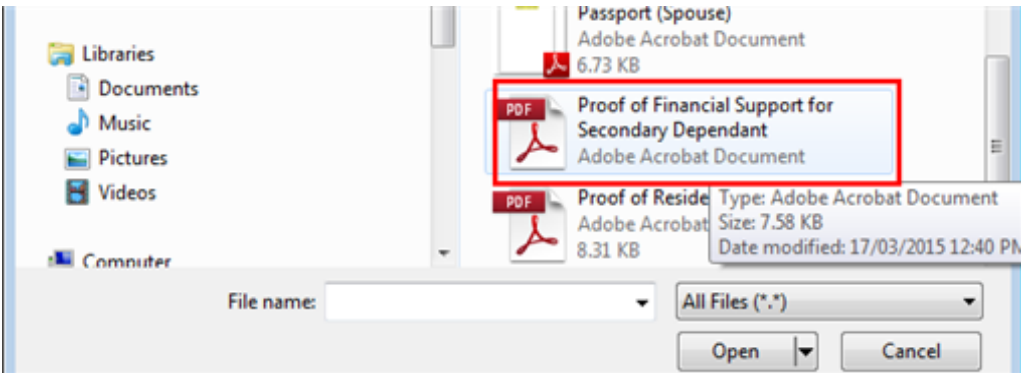 Libraries
Documents
Music
Pictures
Videos
Computer
Passport (Spouse)
Adobe Acrobat Document
6.73 KB
PDF
Proof of Financial Support for
Secondary Dependant
Adobe Acrobat Document
PDF
Proof of Reside
Adobe Acrobat
8.31 KB
Type: Adobe Acrobat Document
Size: 7.58 KB
Date modified: 17/03/2015 12:40 PM
File name:
All Files (*.*)
Open
Cancel